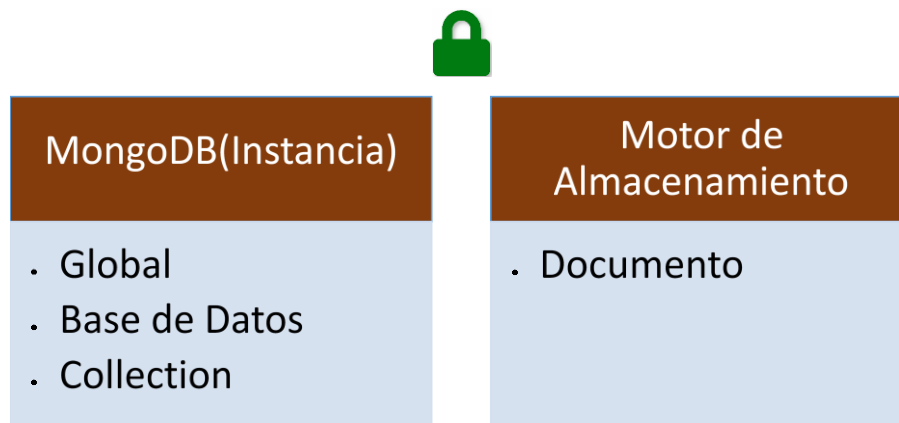 MongoDB(Instancia)
. Global
. Base de Datos
. Collection
Motor de
Almacenamiento
. Documento